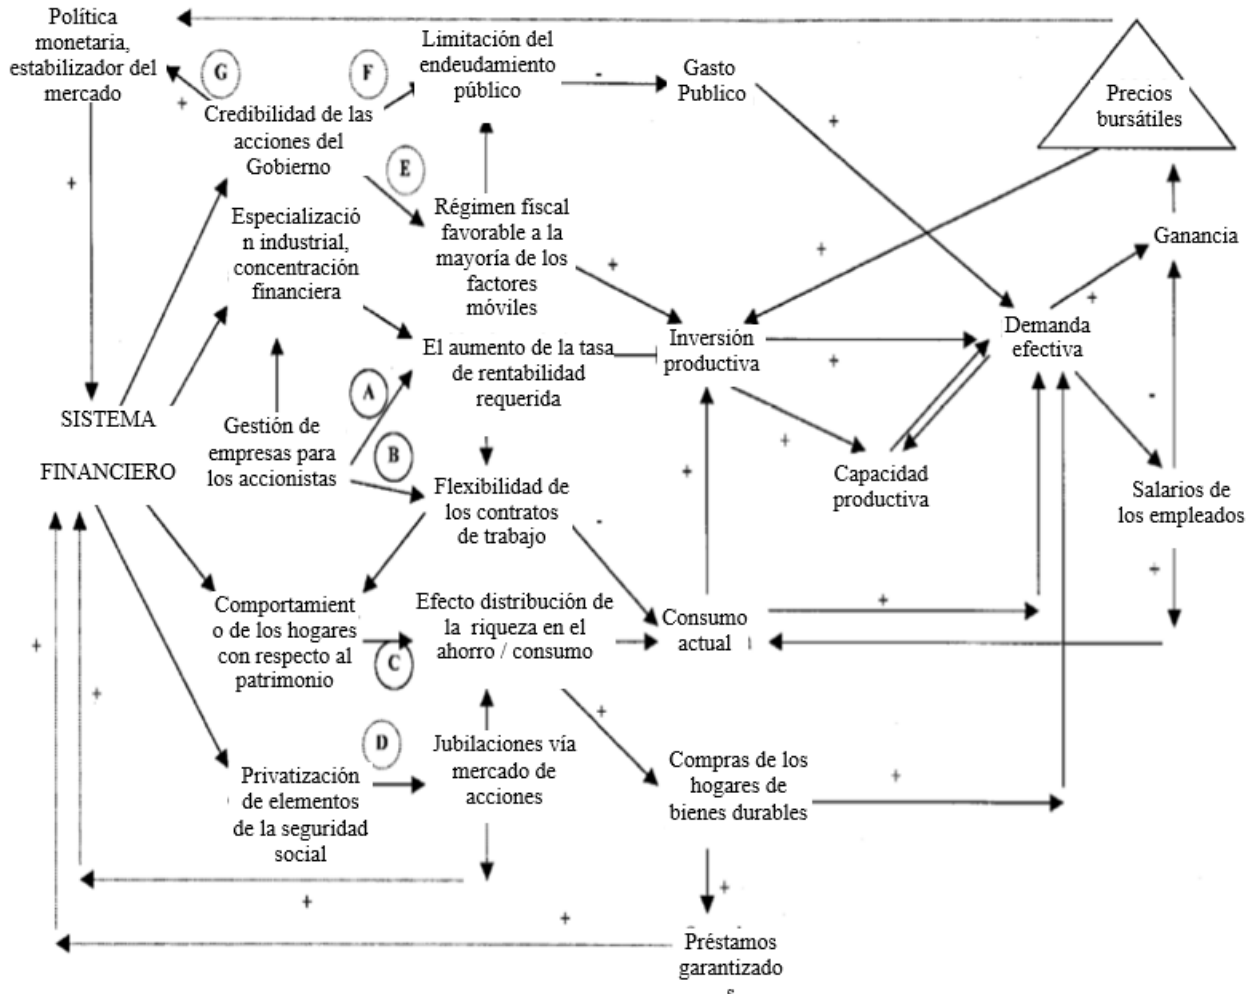 Política
monetaria,
estabilizador del
mercado
G
F
Limitación del
endeudamiento
público
-
Gasto
Publico
Precios
bursátiles
+
Credibilidad de las
acciones del
Gobierno
+
+
E
Especializació
n industrial,
concentración
financiera
Régimen fiscal
favorable a la
mayoría de los
factores
móviles
+
+
Ganancia
+
Demanda
efectiva
Inversión
productiva
+
El aumento de la tasa
de rentabilidad
requerida
A
-
SISTEMA
FINANCIERO
Gestión de
empresas para
los accionistas
B
+
+
Capacidad
productiva
Flexibilidad de
los contratos
de trabajo
-
Salarios de
los empleados
+
Comportamient
o de los hogares
con respecto al
patrimonio
C
Efecto distribución de
la riqueza en el
ahorro / consumo
Consumo
actual
+
+
+
+
D
Jubilaciones vía
mercado de
acciones
Privatización
de elementos
de la seguridad
social
Compras de los
hogares de
bienes durables
+
+
+
+
Préstamos
garantizado
s